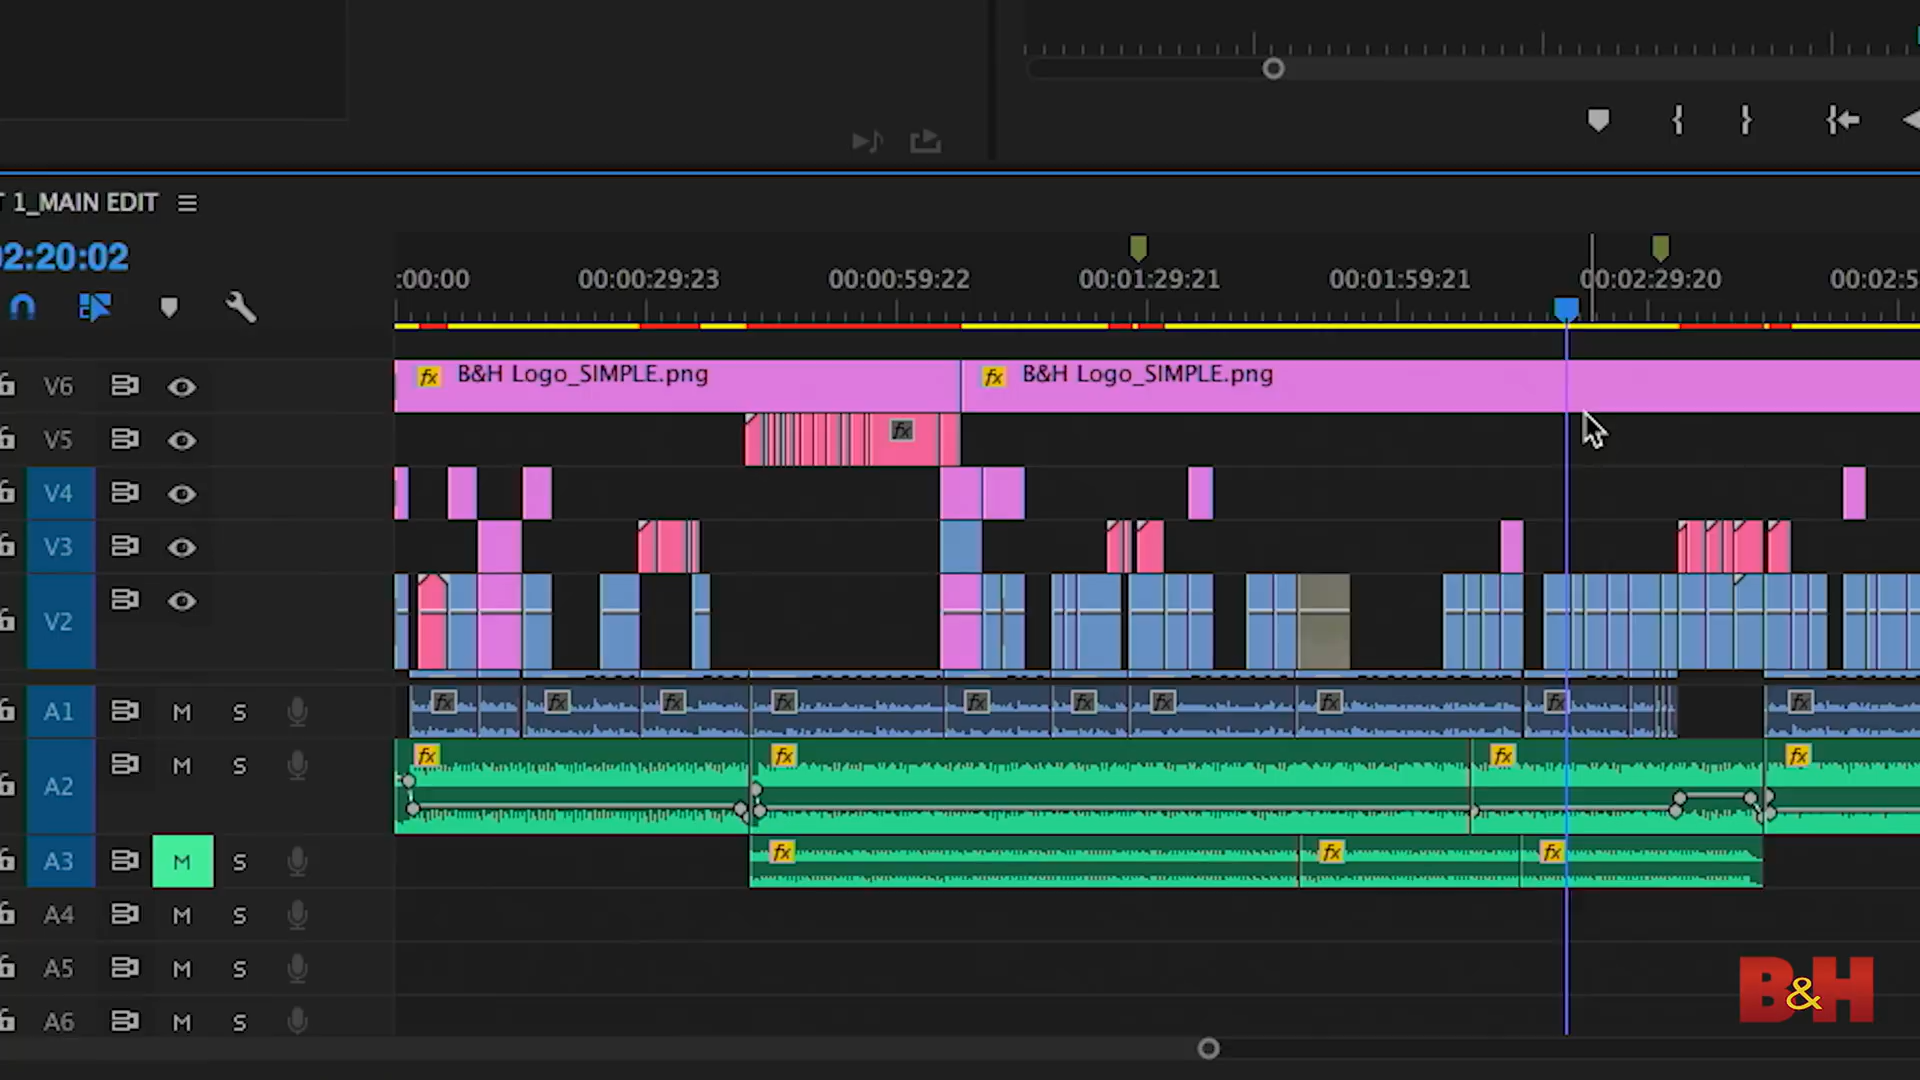 1_MAIN EDIT
02:20:02
:00:00 00:00:29:23 00:00:59:22 00:01:29:21 00:01:59:21 00:02:29:20 00:02:5
V6 fx B&H Logo_SIMPLE.png fx B&H Logo_SIMPLE.png
V5 fx
V4
V3
V2
A1 M S fx fx fx fx fx fx fx fx fx fx
A2 M S fx fx fx fx
A3 M S fx fx fx
A4 M S
A5 M S
A6 M S
B&H